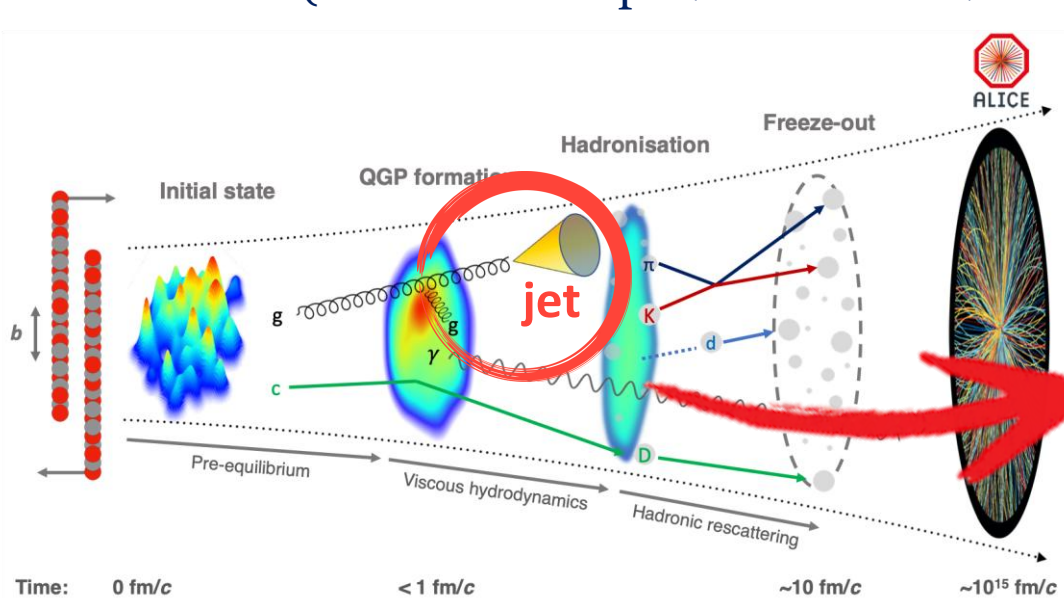 ALICE
Freeze-out
Hadronisation
QGP formation
Initial state
π
jet
g
K
g
b
d
γ
c
D
Pre-equilibrium
Viscous hydrodynamics
Hadronic rescattering
Time: 0 fm/c < 1 fm/c ~10 fm/c ~10¹⁵ fm/c